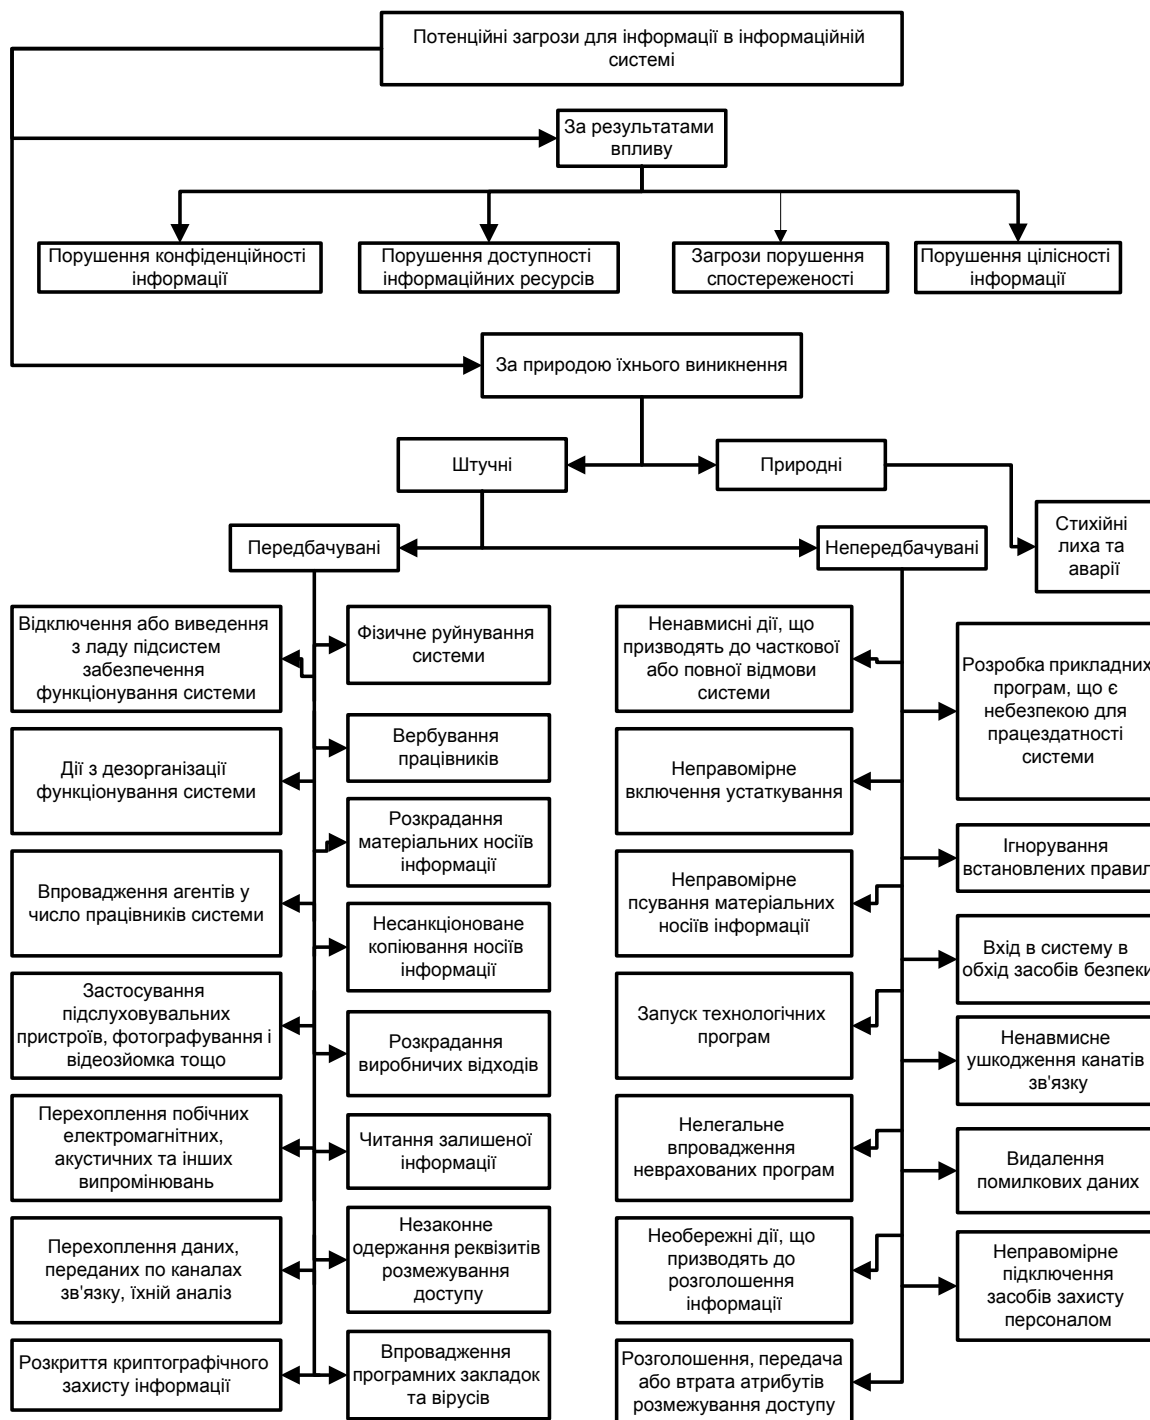 Потенційні загрози для інформації в інформаційній
системі
За результатами
впливу
Порушення конфіденційності
інформації
Порушення доступності
інформаційних ресурсів
Загрози порушення
спостереженості
Порушення цілісності
інформації
За природою їхнього виникнення
Штучні
Природні
Стихійні
лиха та
аварії
Передбачувані
Непередбачувані
Відключення або виведення
з ладу підсистем
забезпечення
функціонування системи
Фізичне руйнування
системи
Ненавмисні дії, що
призводять до часткової
або повної відмови
системи
Розробка прикладних
програм, що є
небезпекою для
працездатності
системи
Дії з дезорганізації
функціонування системи
Вербування
працівників
Неправомірне
включення устаткування
Розкрадання
матеріальних носіїв
інформації
Ігнорування
встановлених правил
Впровадження агентів у
число працівників системи
Неправомірне
псування матеріальних
носіїв інформації
Несанкціоноване
копіювання носіїв
інформації
Вхід в систему в
обхід засобів безпеки
Застосування
підслуховувальних
пристроїв, фотографування і
відеозйомка тощо
Запуск технологічних
програм
Розкрадання
виробничих відходів
Ненавмисне
ушкодження канатів
зв'язку
Перехоплення побічних
електромагнітних,
акустичних та інших
випромінювань
Читання залишеної
інформації
Нелегальне
впровадження
неврахованих програм
Видалення
помилкових даних
Перехоплення даних,
переданих по каналах
зв'язку, їхній аналіз
Незаконне
одержання реквізитів
розмежування
доступу
Необережні дії, що
призводять до
розголошення
інформації
Неправомірне
підключення
засобів захисту
персоналом
Розкриття криптографічного
захисту інформації
Впровадження
програмних закладок
та вірусів
Розголошення, передача
або втрата атрибутів
розмежування доступу